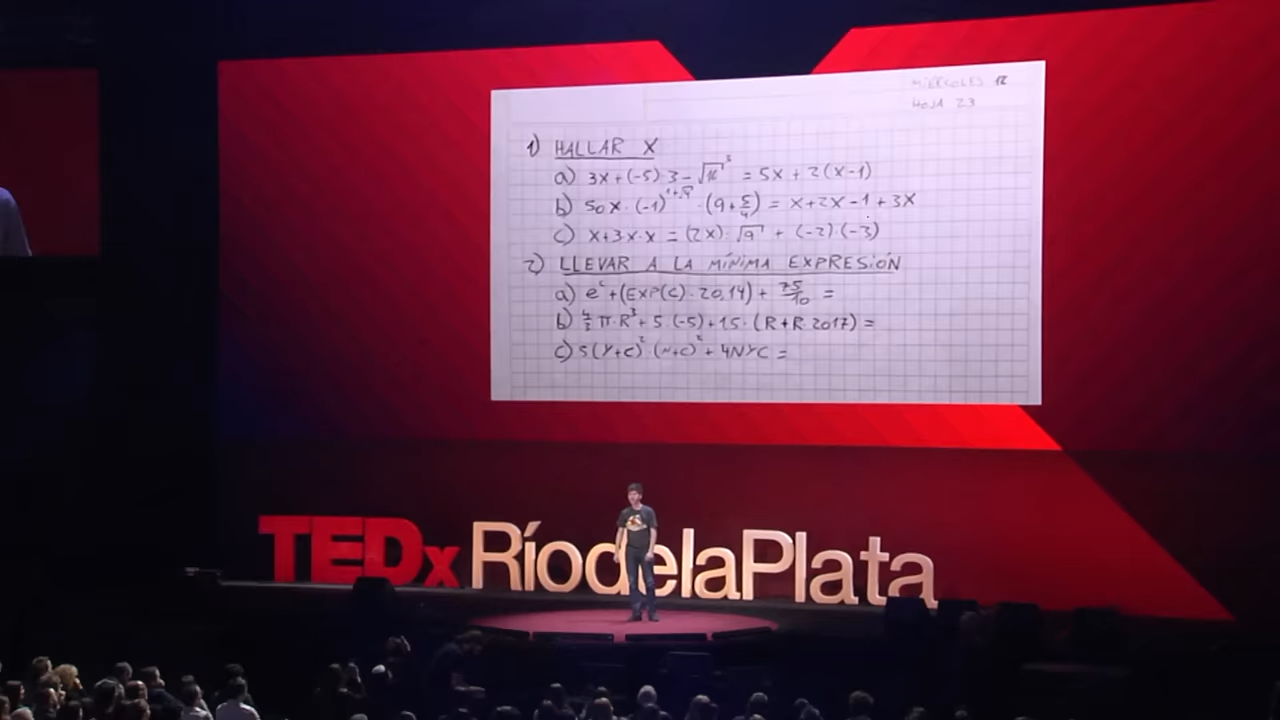 MIÉRCOLES 12
HOJA 23
1) HALLAR X
a) 3X+(-5)·3-√16³ = 5X+2(X-1)
b) 50X·(-1) ·(9+5/4) = X+2X-1+3X
c) X+3X·X = (2X)·√9 + (-2)·(-3)
2) LLEVAR A LA MÍNIMA EXPRESIÓN
a) e^c+(EXP(C)·20,14)+75/10 =
b) 4/3 π·R³+5·(-5)+15·(R+R·2017) =
c) 5(Y+C)²·(N+C)²+4NYC =
TEDx RíodelaPlata